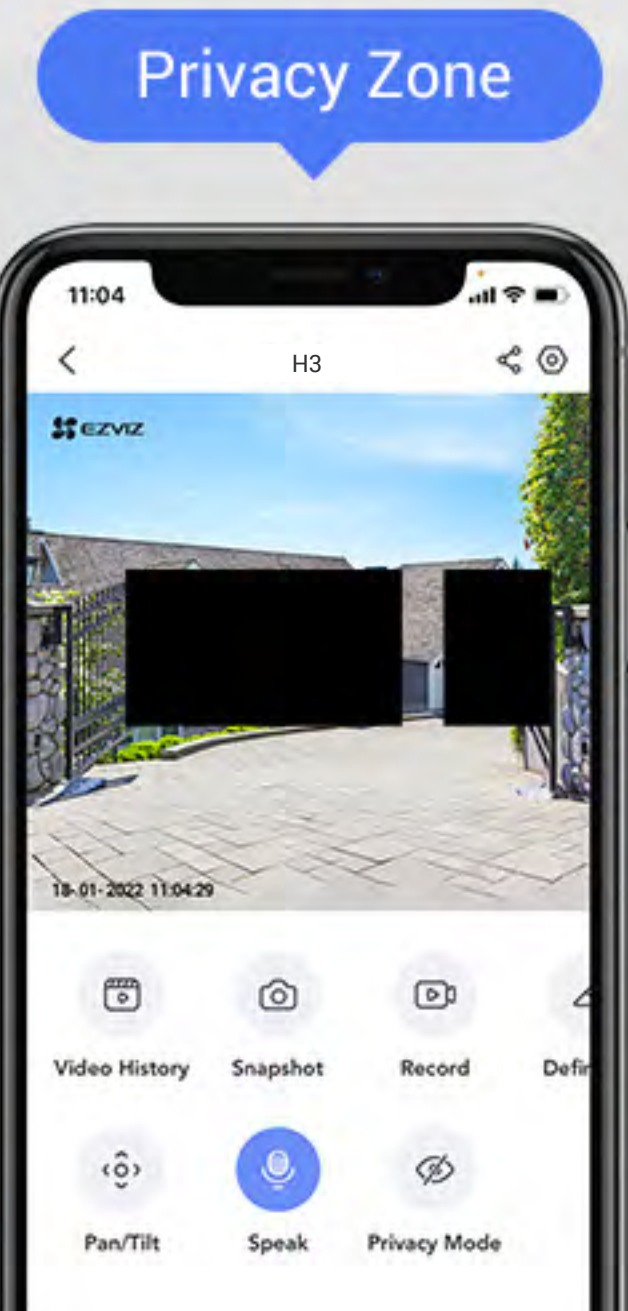 Privacy Zone
11:04
H3
EZVIZ
18-01-2022 11:04:29
Video History Snapshot Record Defin
Pan/Tilt Speak Privacy Mode